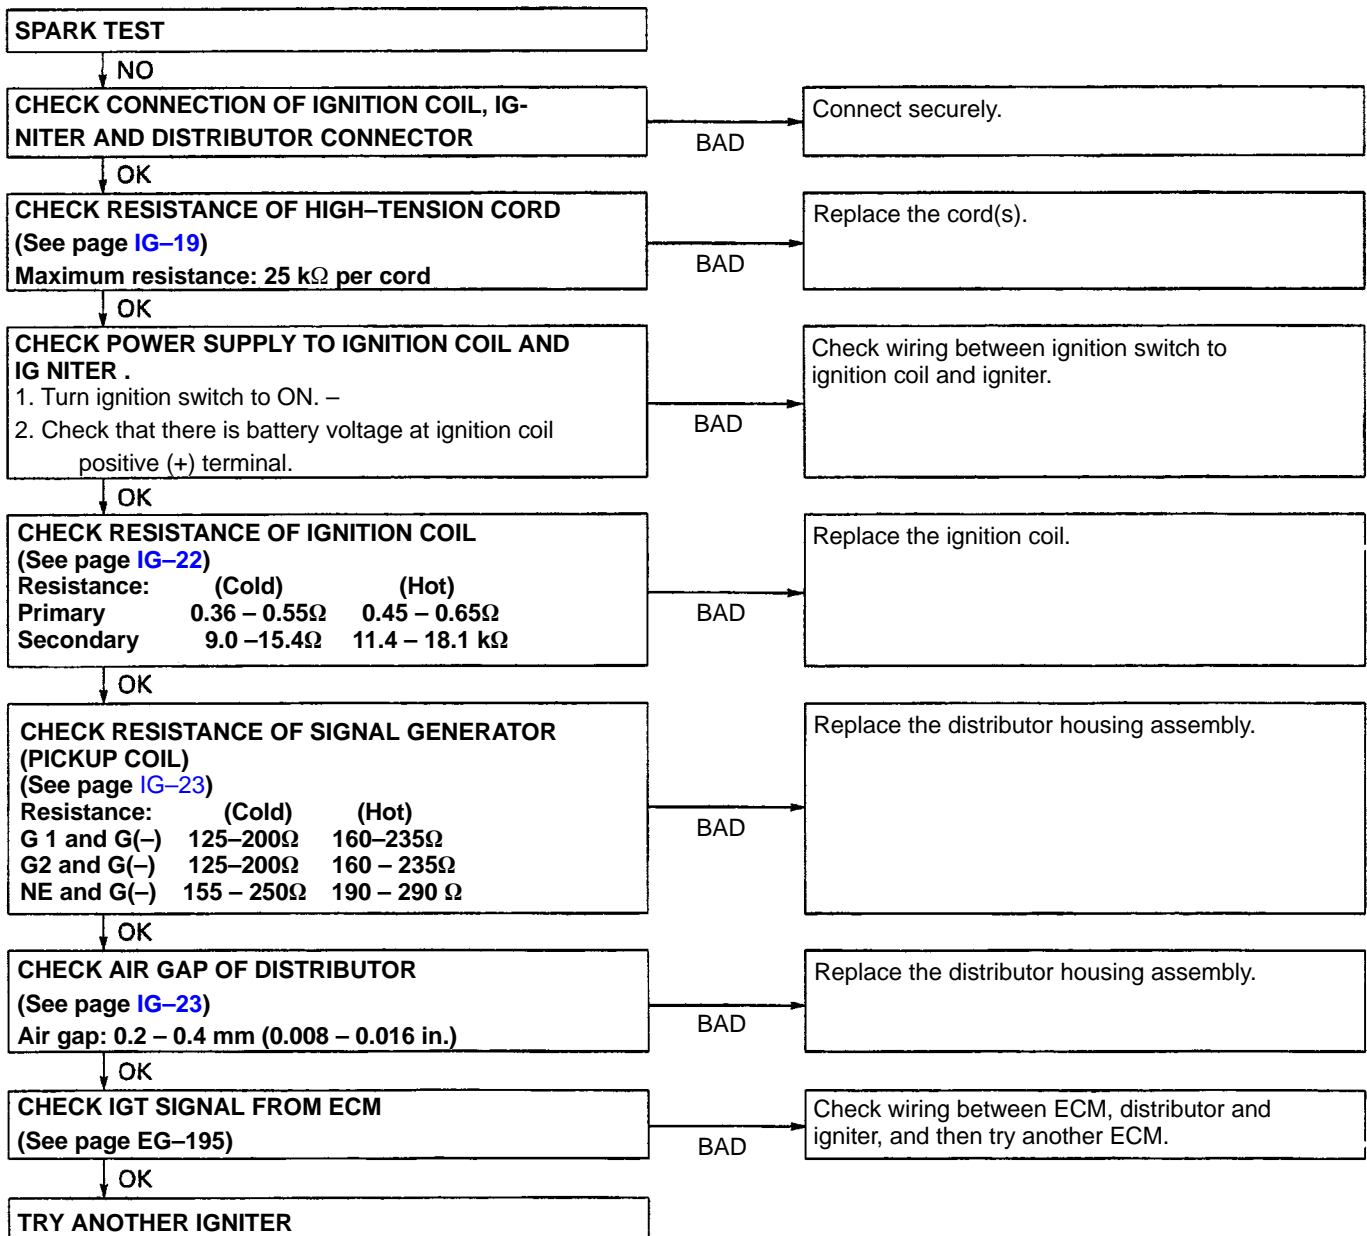 SPARK TEST
NO
CHECK CONNECTION OF IGNITION COIL, IG-
NITER AND DISTRIBUTOR CONNECTOR
BAD
Connect securely.
OK
CHECK RESISTANCE OF HIGH–TENSION CORD
(See page IG–19)
Maximum resistance: 25 kΩ per cord
BAD
Replace the cord(s).
OK
CHECK POWER SUPPLY TO IGNITION COIL AND
IG NITER .
1. Turn ignition switch to ON. –
2. Check that there is battery voltage at ignition coil
positive (+) terminal.
BAD
Check wiring between ignition switch to
ignition coil and igniter.
OK
CHECK RESISTANCE OF IGNITION COIL
(See page IG–22)
Resistance: (Cold) (Hot)
Primary 0.36 – 0.55Ω 0.45 – 0.65Ω
Secondary 9.0 –15.4Ω 11.4 – 18.1 kΩ
BAD
Replace the ignition coil.
OK
CHECK RESISTANCE OF SIGNAL GENERATOR
(PICKUP COIL)
(See page IG–23)
Resistance: (Cold) (Hot)
G 1 and G(–) 125–200Ω 160–235Ω
G2 and G(–) 125–200Ω 160 – 235Ω
NE and G(–) 155 – 250Ω 190 – 290 Ω
BAD
Replace the distributor housing assembly.
OK
CHECK AIR GAP OF DISTRIBUTOR
(See page IG–23)
Air gap: 0.2 – 0.4 mm (0.008 – 0.016 in.)
BAD
Replace the distributor housing assembly.
OK
CHECK IGT SIGNAL FROM ECM
(See page EG–195)
BAD
Check wiring between ECM, distributor and
igniter, and then try another ECM.
OK
TRY ANOTHER IGNITER